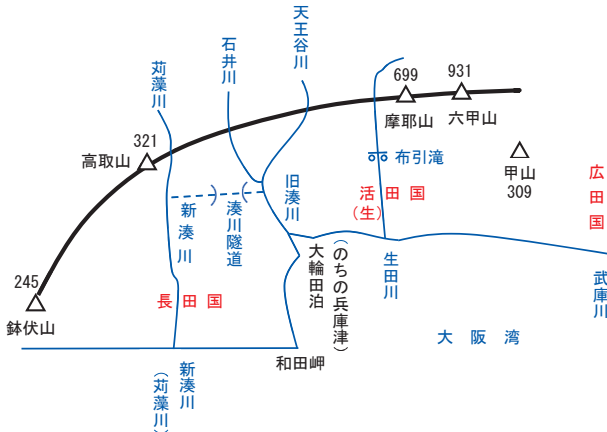 天王谷川
石井川
苅藻川
699
931
摩耶山
六甲山
321
高取山
布引滝
甲山
309
広田国
旧湊川
活田国
(生)
新湊川
湊川隧道
生田川
武庫川
大輪田泊
(のちの兵庫津)
245
鉢伏山
長田国
大阪湾
和田岬
新湊川
(苅藻川)